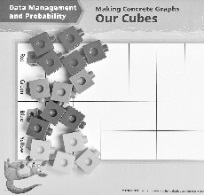 Data Management
and Probability
Making Concrete Graphs
Our Cubes
Red
Green
Blue
Yellow